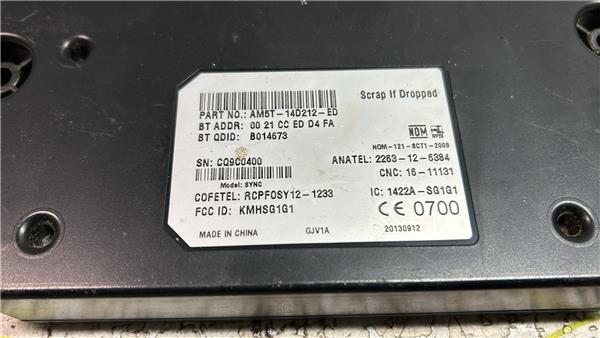 Scrap If Dropped
PART NO.: AM5T-14D212-ED
BT ADDR: 00 21 CC ED D4 FA
BT QDID: B014673
NOM
NOM-121-SCT1-2009
SN: CQ9C0400
ANATEL: 2263-12-6384
CNC: 16-11131
Model: SYNC
COFETEL: RCPFOSY12-1233
IC: 1422A-SG1G1
FCC ID: KMHSG1G1
CE 0700
MADE IN CHINA
GJV1A
20130912